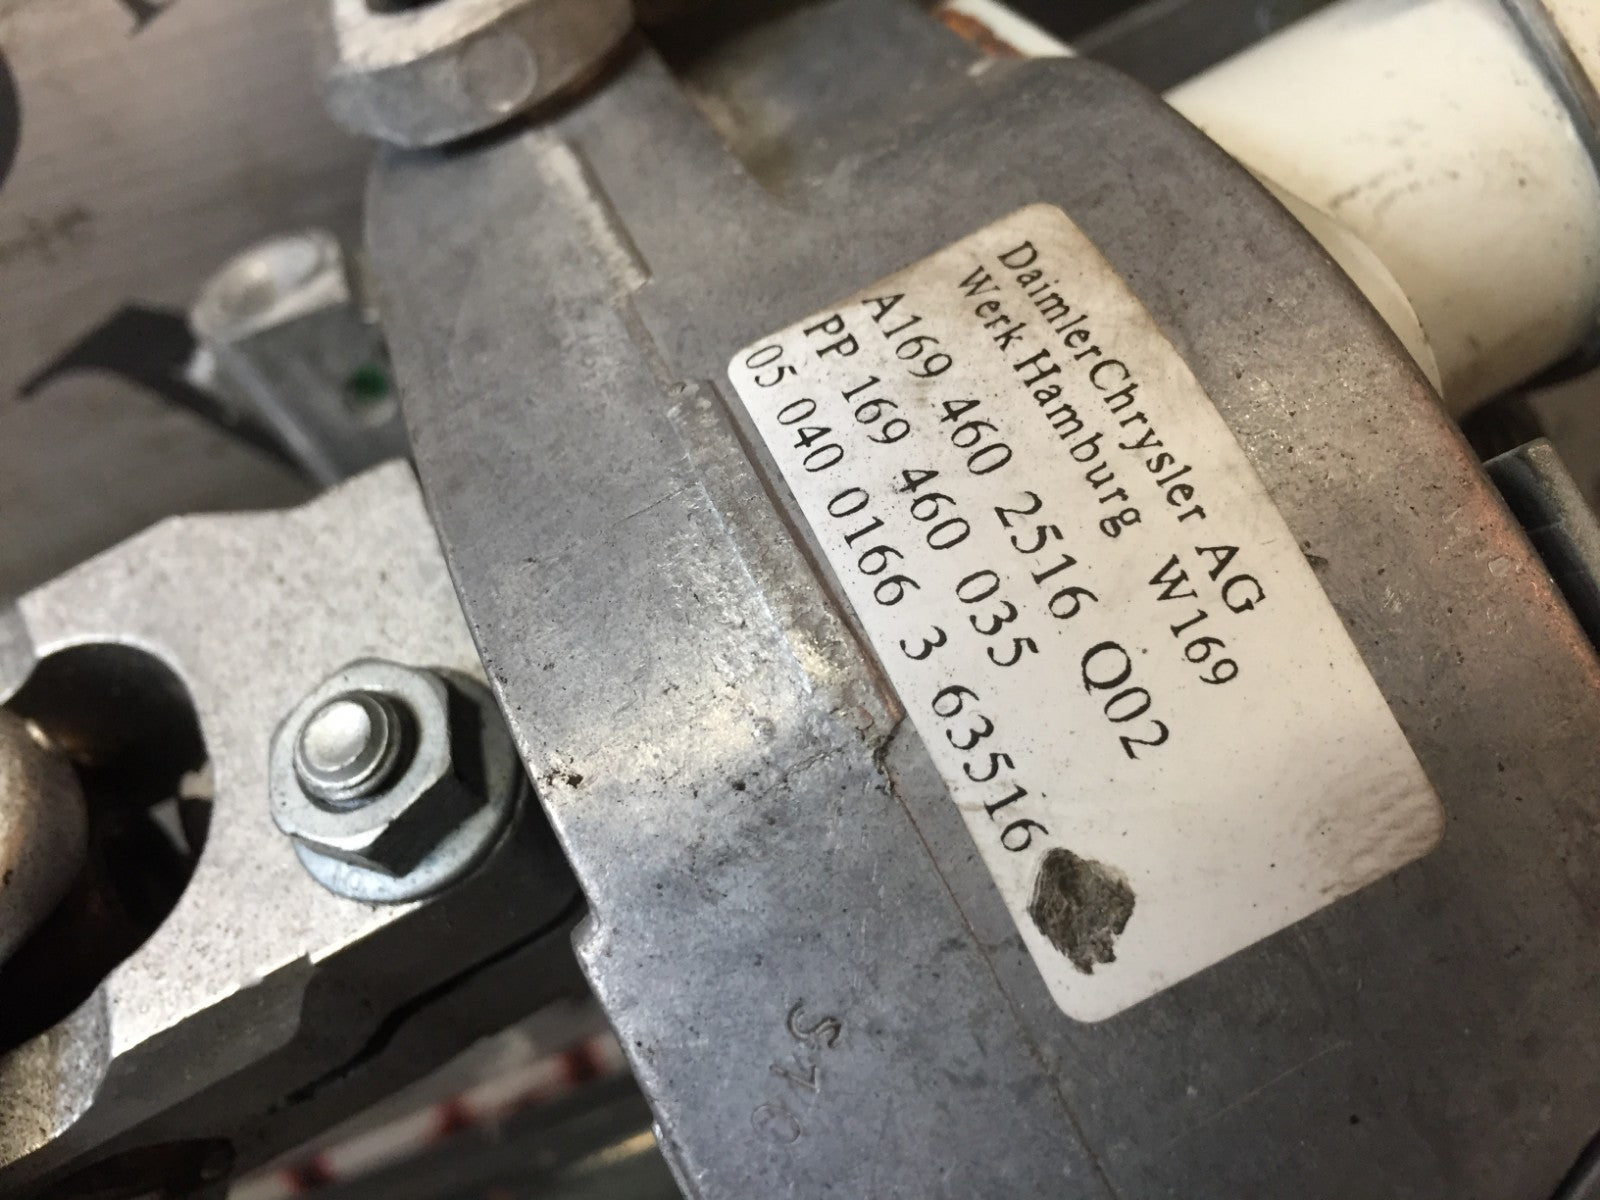 DaimlerChrysler AG
Werk Hamburg W169
A169 460 2516 Q02
PP 169 460 035
05 040 0166 3 63516